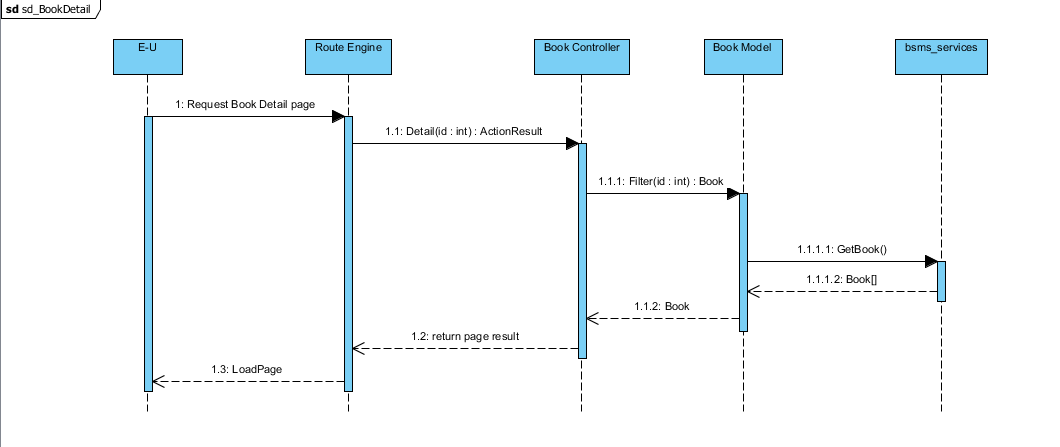 sd sd_BookDetail
E-U
Route Engine
Book Controller
Book Model
bsms_services
1: Request Book Detail page
1.1: Detail(id : int) : ActionResult
1.1.1: Filter(id : int) : Book
1.1.1.1: GetBook()
1.1.1.2: Book[]
1.1.2: Book
1.2: return page result
1.3: LoadPage